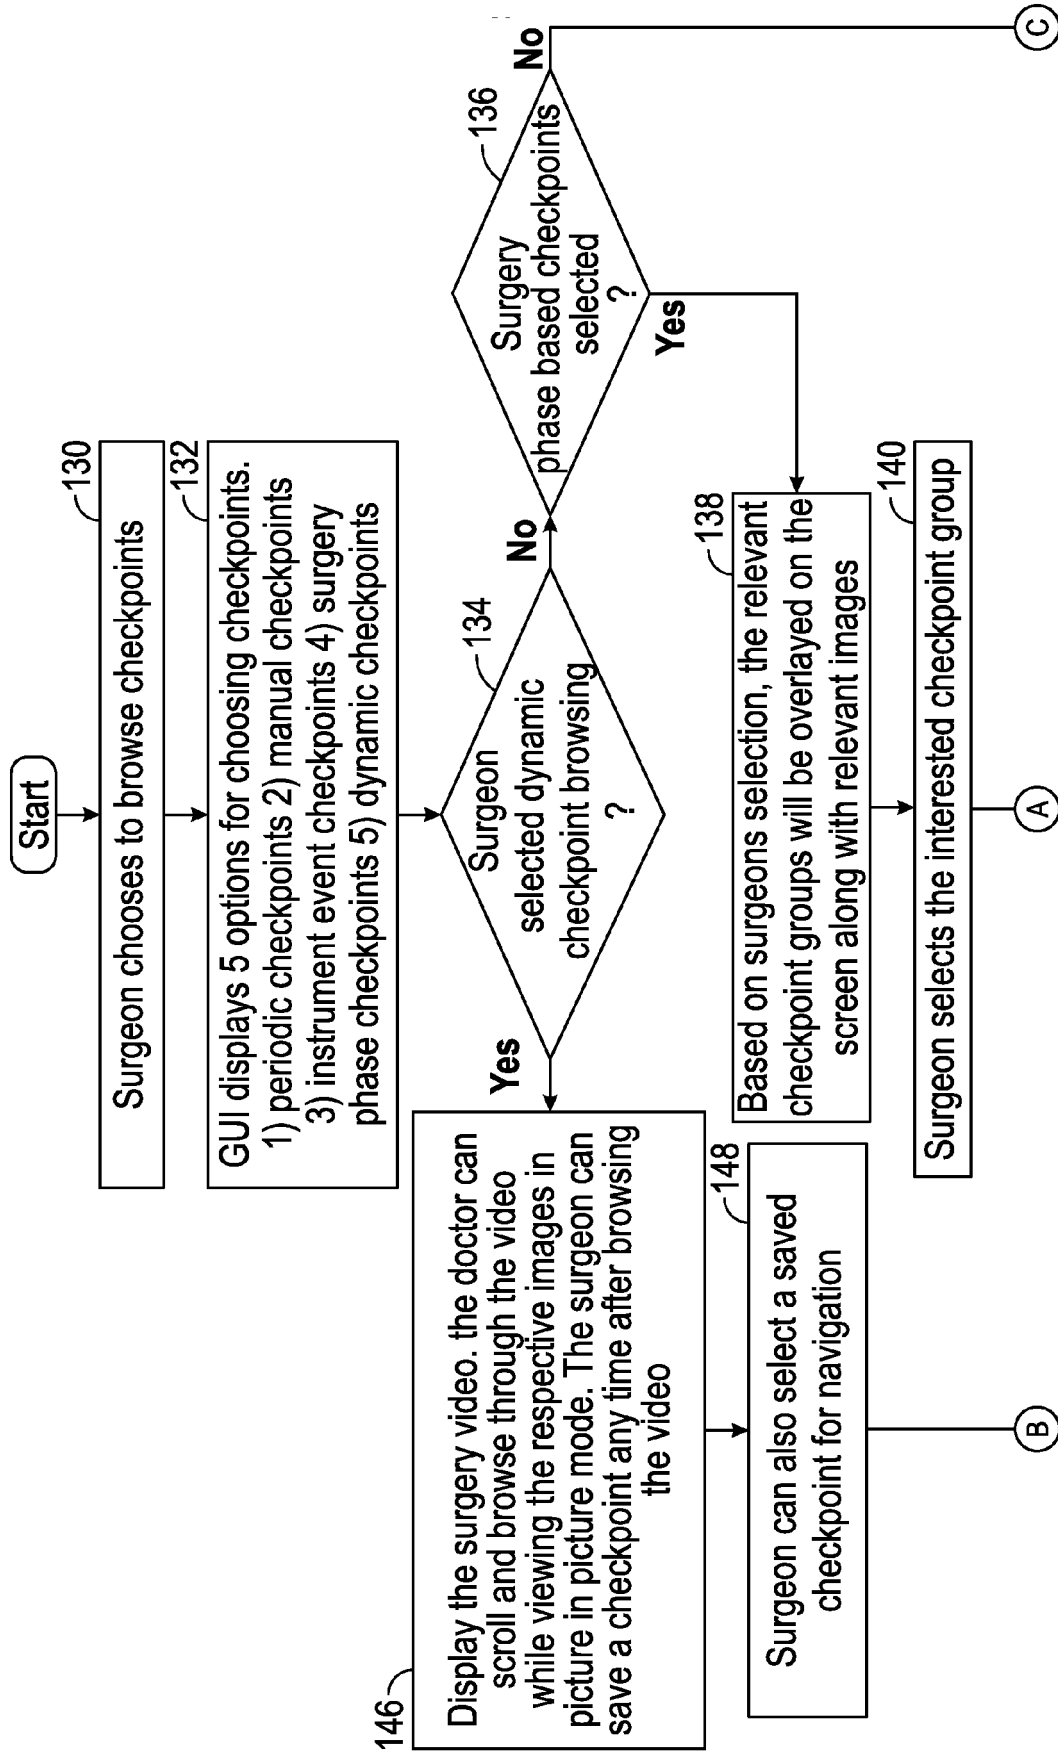 Start
130
Surgeon chooses to browse checkpoints
132
GUI displays 5 options for choosing checkpoints.
1) periodic checkpoints 2) manual checkpoints
3) instrument event checkpoints 4) surgery
phase checkpoints 5) dynamic checkpoints
134
Surgeon
selected dynamic
checkpoint browsing
?
Yes
No
136
Surgery
phase based checkpoints
selected
?
No
Yes
146
Display the surgery video. the doctor can
scroll and browse through the video
while viewing the respective images in
picture in picture mode. The surgeon can
save a checkpoint any time after browsing
the video
148
Surgeon can also select a saved
checkpoint for navigation
138
Based on surgeons selection, the relevant
checkpoint groups will be overlayed on the
screen along with relevant images
140
Surgeon selects the interested checkpoint group
B
A
C